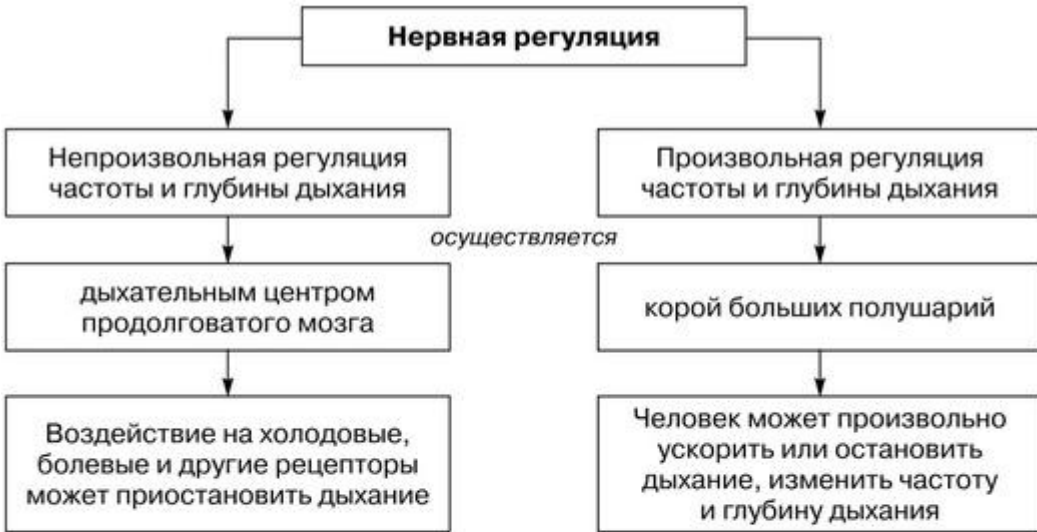 Нервная регуляция
Непроизвольная регуляция
частоты и глубины дыхания
Произвольная регуляция
частоты и глубины дыхания
осуществляется
дыхательным центром
продолговатого мозга
корой больших полушарий
Воздействие на холодовые,
болевые и другие рецепторы
может приостановить дыхание
Человек может произвольно
ускорить или остановить
дыхание, изменить частоту
и глубину дыхания